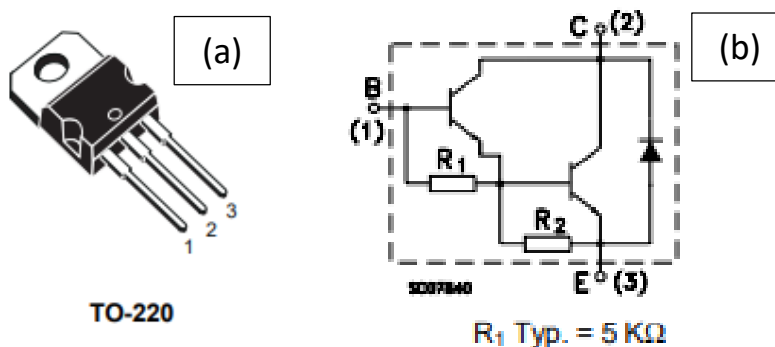 (a)
1
2
3
TO-220
(b)
C (2)
B
(1)
R1
R2
E (3)
R1 Typ. = 5 KΩ